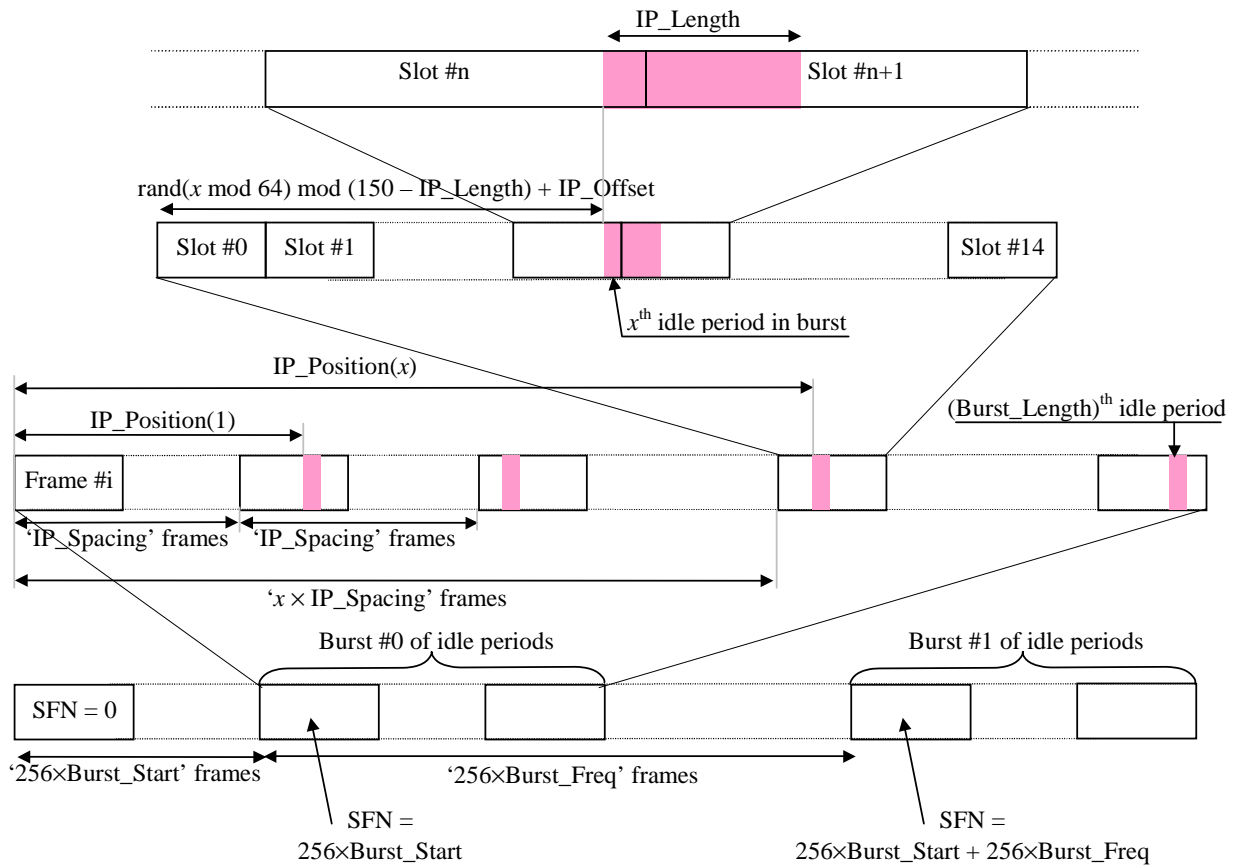 IP_Length
Slot #n
Slot #n+1
rand(x mod 64) mod (150 – IP_Length) + IP_Offset
Slot #0
Slot #1
Slot #14
xth idle period in burst
IP_Position(x)
IP_Position(1)
(Burst_Length)th idle period
Frame #i
‘IP_Spacing’ frames
‘IP_Spacing’ frames
‘x × IP_Spacing’ frames
Burst #0 of idle periods
Burst #1 of idle periods
SFN = 0
‘256×Burst_Start’ frames
‘256×Burst_Freq’ frames
SFN =
256×Burst_Start
SFN =
256×Burst_Start + 256×Burst_Freq